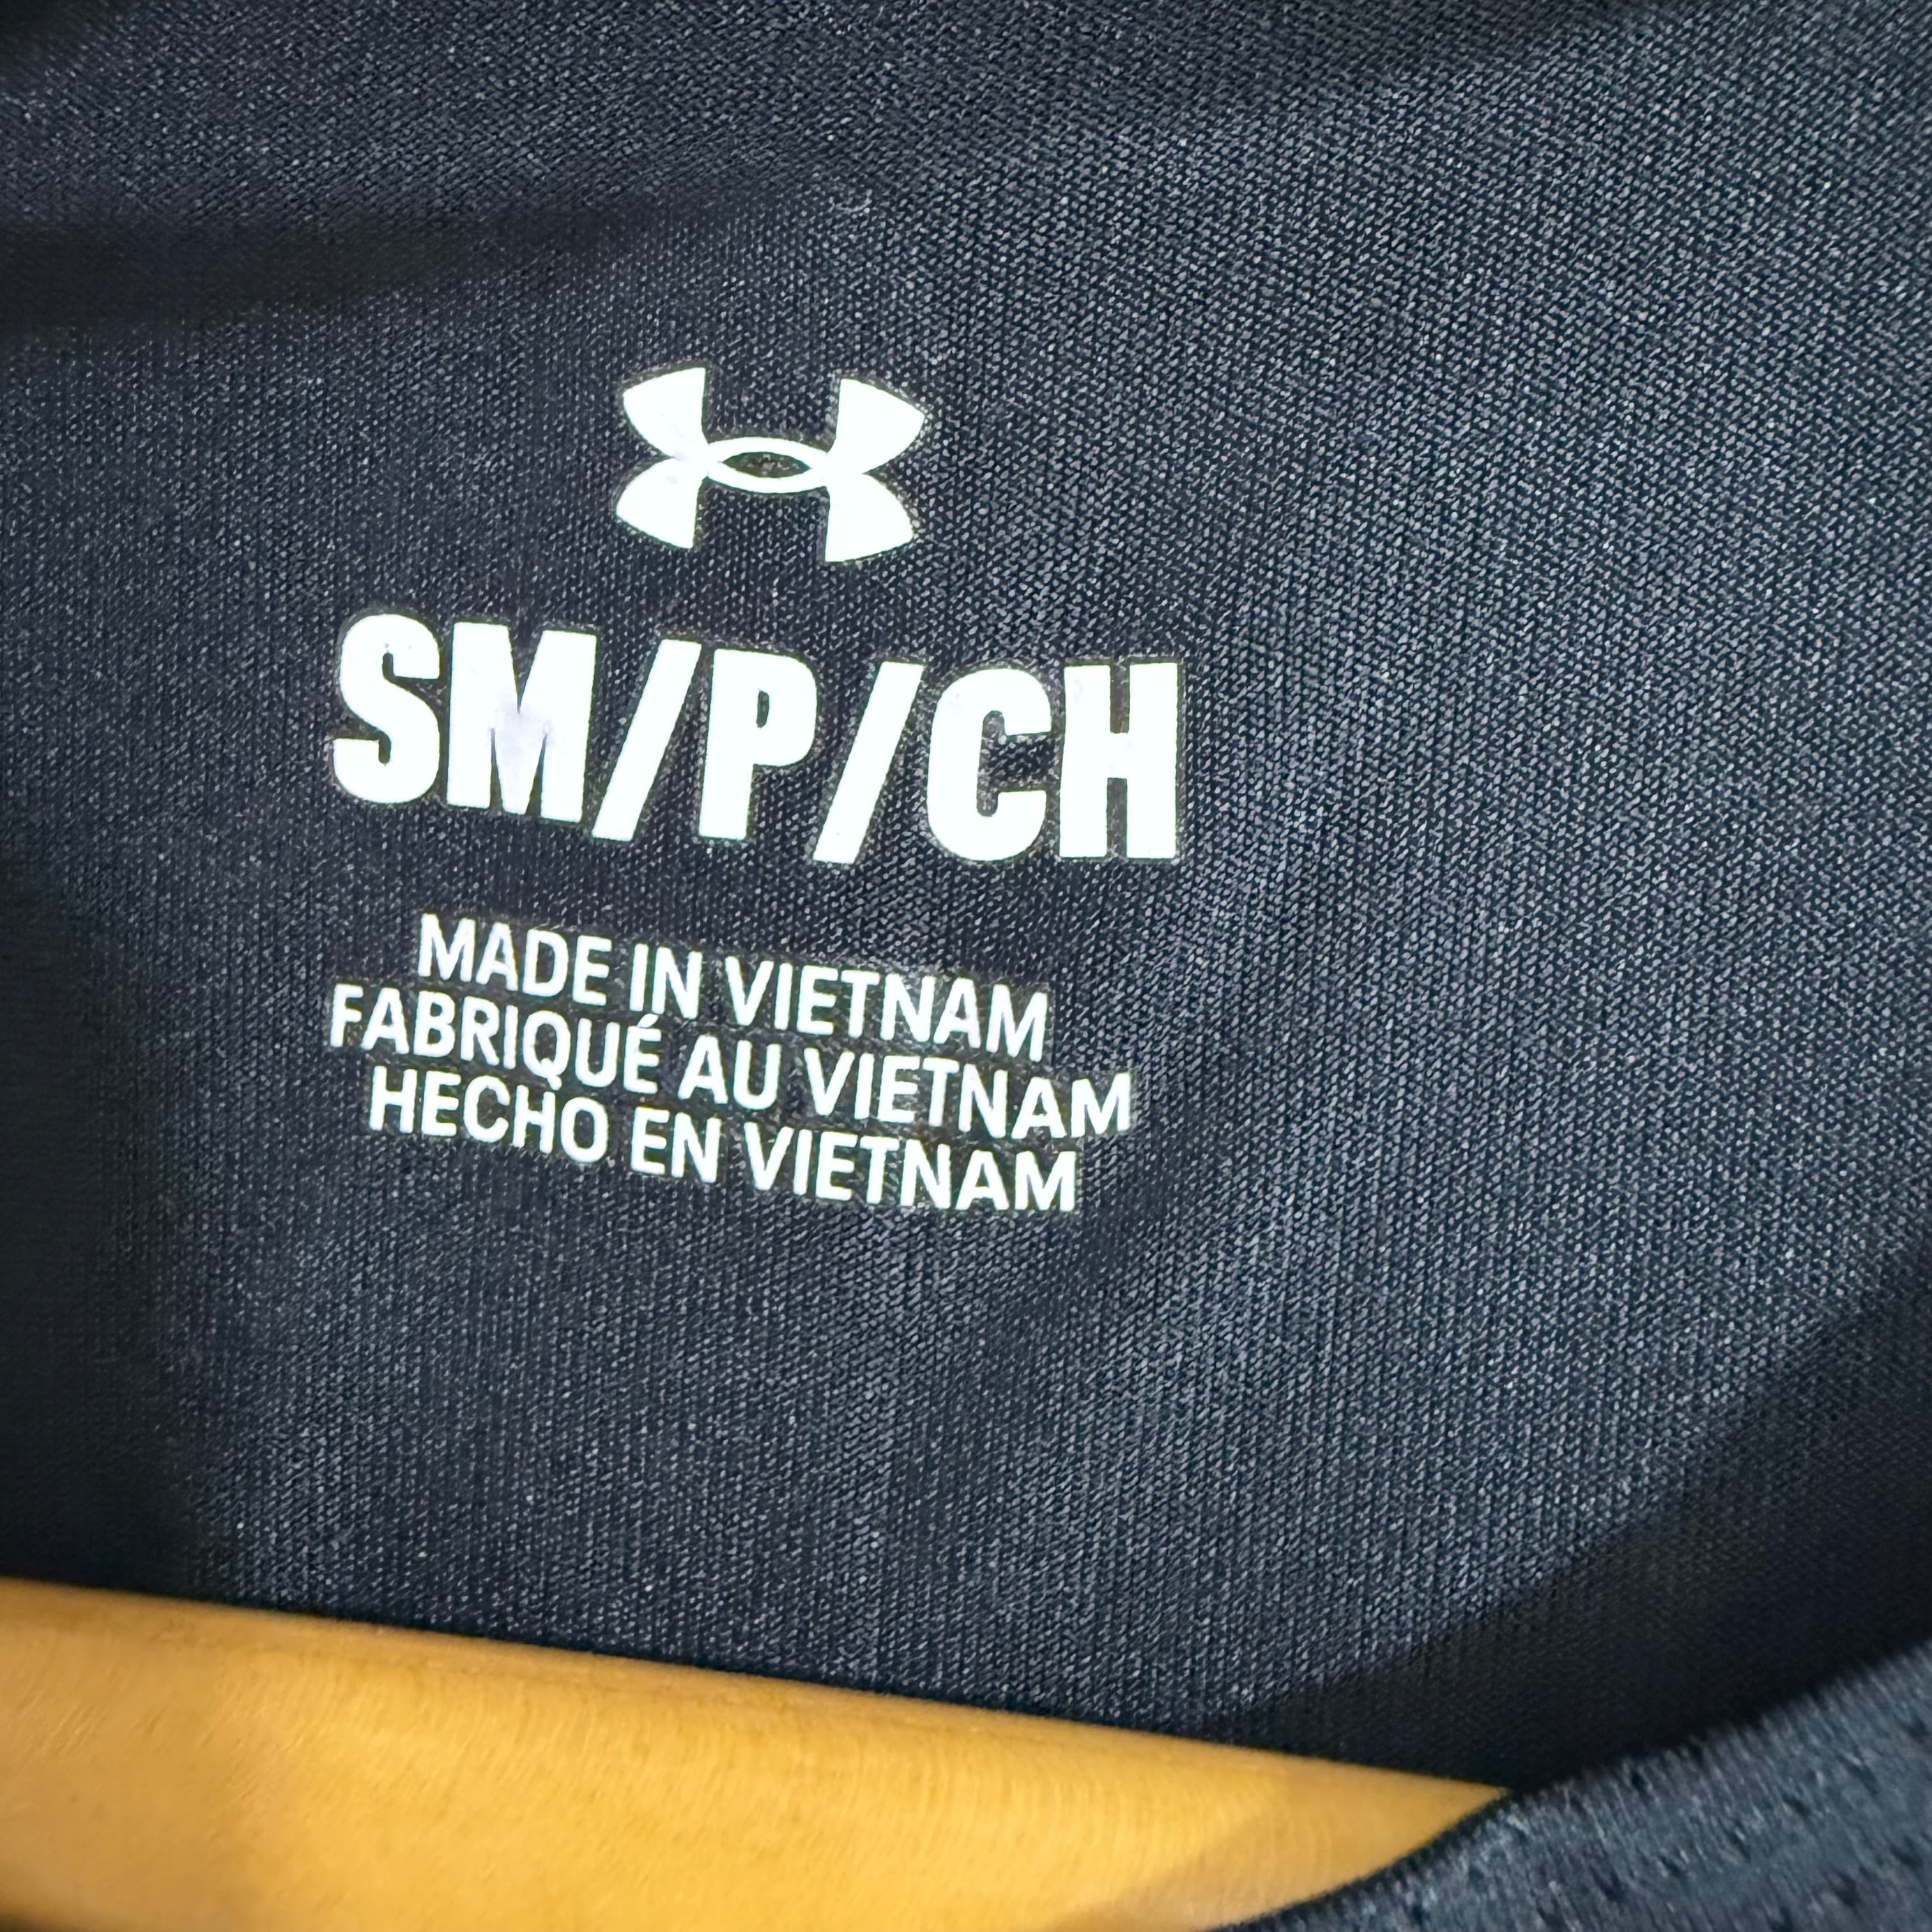 SM/P/CH
MADE IN VIETNAM
FABRIQUÉ AU VIETNAM
HECHO EN VIETNAM